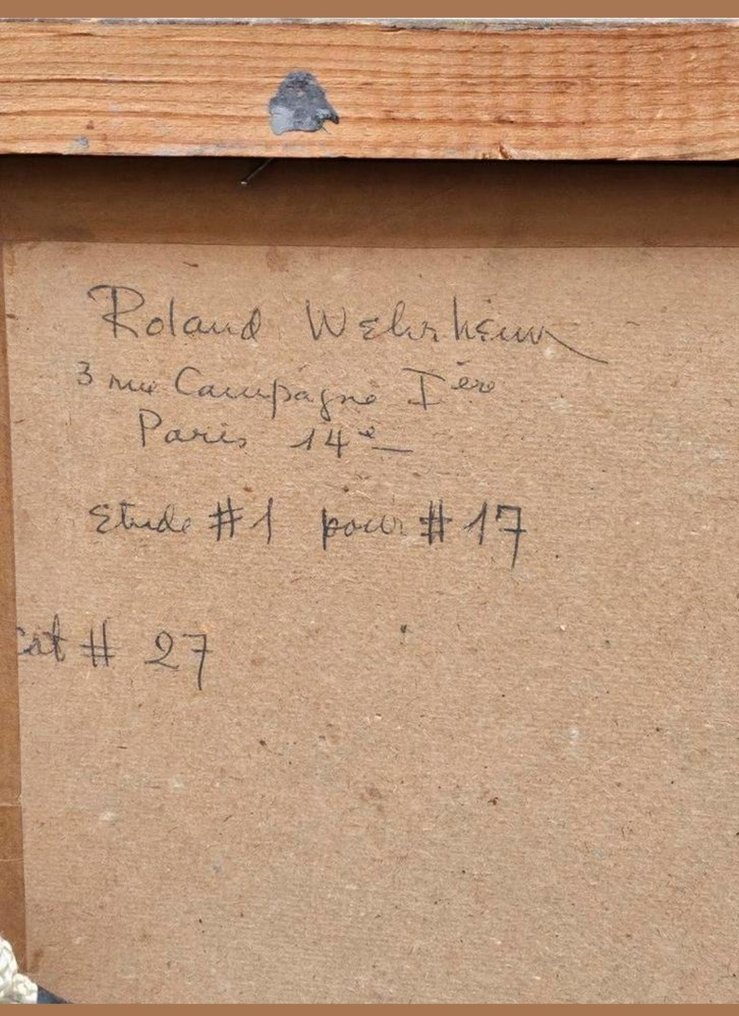 Roland Wehrheim
3 rue Campagne Ière
Paris 14e
Etude #1 pour #17
cat # 27